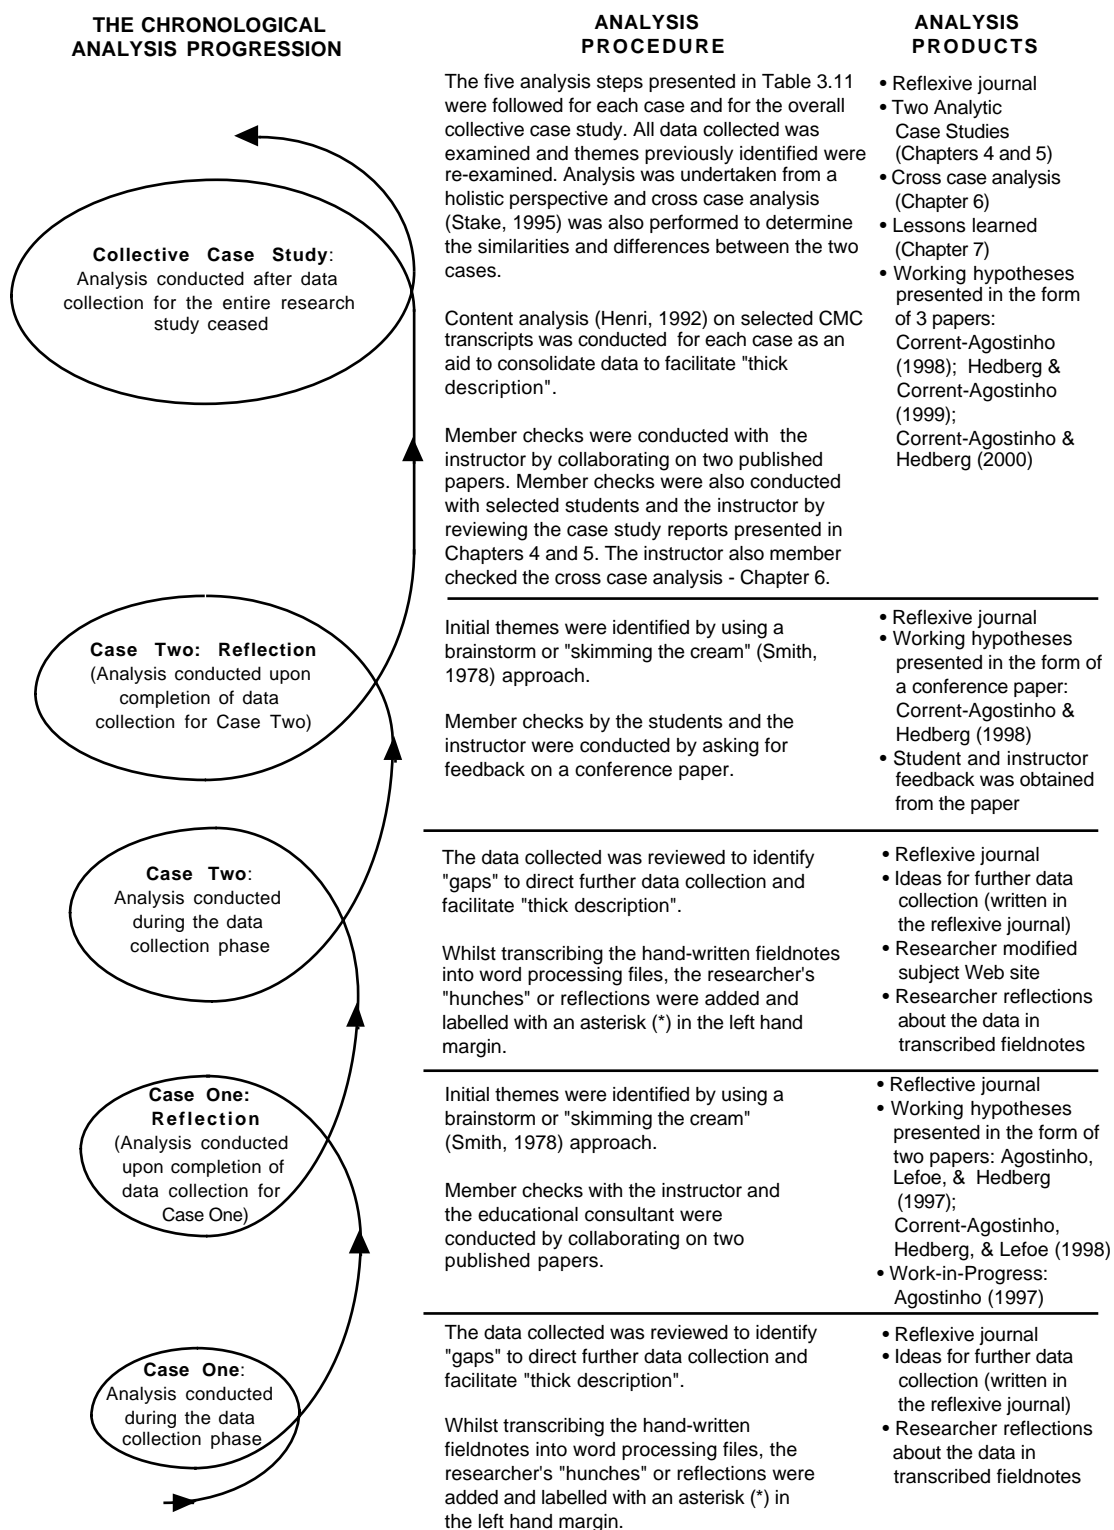 THE CHRONOLOGICAL
ANALYSIS PROGRESSION
ANALYSIS
PROCEDURE
ANALYSIS
PRODUCTS
Collective Case Study:
Analysis conducted after data
collection for the entire research
study ceased
The five analysis steps presented in Table 3.11
were followed for each case and for the overall
collective case study. All data collected was
examined and themes previously identified were
re-examined. Analysis was undertaken from a
holistic perspective and cross case analysis
(Stake, 1995) was also performed to determine
the similarities and differences between the two
cases.
Content analysis (Henri, 1992) on selected CMC
transcripts was conducted for each case as an
aid to consolidate data to facilitate "thick
description".
Member checks were conducted with the
instructor by collaborating on two published
papers. Member checks were also conducted
with selected students and the instructor by
reviewing the case study reports presented in
Chapters 4 and 5. The instructor also member
checked the cross case analysis - Chapter 6.
• Reflexive journal
• Two Analytic
Case Studies
(Chapters 4 and 5)
• Cross case analysis
(Chapter 6)
• Lessons learned
(Chapter 7)
• Working hypotheses
presented in the form
of 3 papers:
Corrent-Agostinho
(1998); Hedberg &
Corrent-Agostinho
(1999);
Corrent-Agostinho &
Hedberg (2000)
Case Two: Reflection
(Analysis conducted upon
completion of data
collection for Case Two)
Initial themes were identified by using a
brainstorm or "skimming the cream" (Smith,
1978) approach.
Member checks by the students and the
instructor were conducted by asking for
feedback on a conference paper.
• Reflexive journal
• Working hypotheses
presented in the form of
a conference paper:
Corrent-Agostinho &
Hedberg (1998)
• Student and instructor
feedback was obtained
from the paper
Case Two:
Analysis conducted
during the data
collection phase
The data collected was reviewed to identify
"gaps" to direct further data collection and
facilitate "thick description".
Whilst transcribing the hand-written fieldnotes
into word processing files, the researcher's
"hunches" or reflections were added and
labelled with an asterisk (*) in the left hand
margin.
• Reflexive journal
• Ideas for further data
collection (written in
the reflexive journal)
• Researcher modified
subject Web site
• Researcher reflections
about the data in
transcribed fieldnotes
Case One:
Reflection
(Analysis conducted
upon completion of
data collection for
Case One)
Initial themes were identified by using a
brainstorm or "skimming the cream"
(Smith, 1978) approach.
Member checks with the instructor and
the educational consultant were
conducted by collaborating on two
published papers.
• Reflective journal
• Working hypotheses
presented in the form of
two papers: Agostinho,
Lefoe, & Hedberg
(1997);
Corrent-Agostinho,
Hedberg, & Lefoe (1998)
• Work-in-Progress:
Agostinho (1997)
Case One:
Analysis conducted
during the data
collection phase
The data collected was reviewed to identify
"gaps" to direct further data collection and
facilitate "thick description".
Whilst transcribing the hand-written
fieldnotes into word processing files, the
researcher's "hunches" or reflections were
added and labelled with an asterisk (*) in
the left hand margin.
• Reflexive journal
• Ideas for further data
collection (written in
the reflexive journal)
• Researcher reflections
about the data in
transcribed fieldnotes